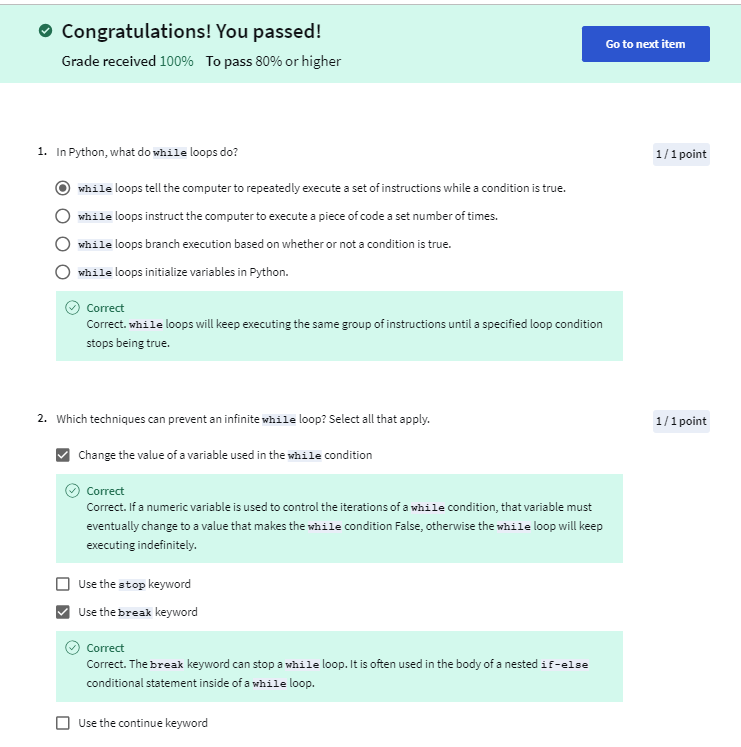 Congratulations! You passed!
Go to next item
Grade received 100% To pass 80% or higher
1. In Python, what do while loops do?
1 / 1 point
while loops tell the computer to repeatedly execute a set of instructions while a condition is true.
while loops instruct the computer to execute a piece of code a set number of times.
while loops branch execution based on whether or not a condition is true.
while loops initialize variables in Python.
Correct
Correct. while loops will keep executing the same group of instructions until a specified loop condition
stops being true.
2. Which techniques can prevent an infinite while loop? Select all that apply.
1 / 1 point
Change the value of a variable used in the while condition
Correct
Correct. If a numeric variable is used to control the iterations of a while condition, that variable must
eventually change to a value that makes the while condition False, otherwise the while loop will keep
executing indefinitely.
Use the stop keyword
Use the break keyword
Correct
Correct. The break keyword can stop a while loop. It is often used in the body of a nested if-else
conditional statement inside of a while loop.
Use the continue keyword